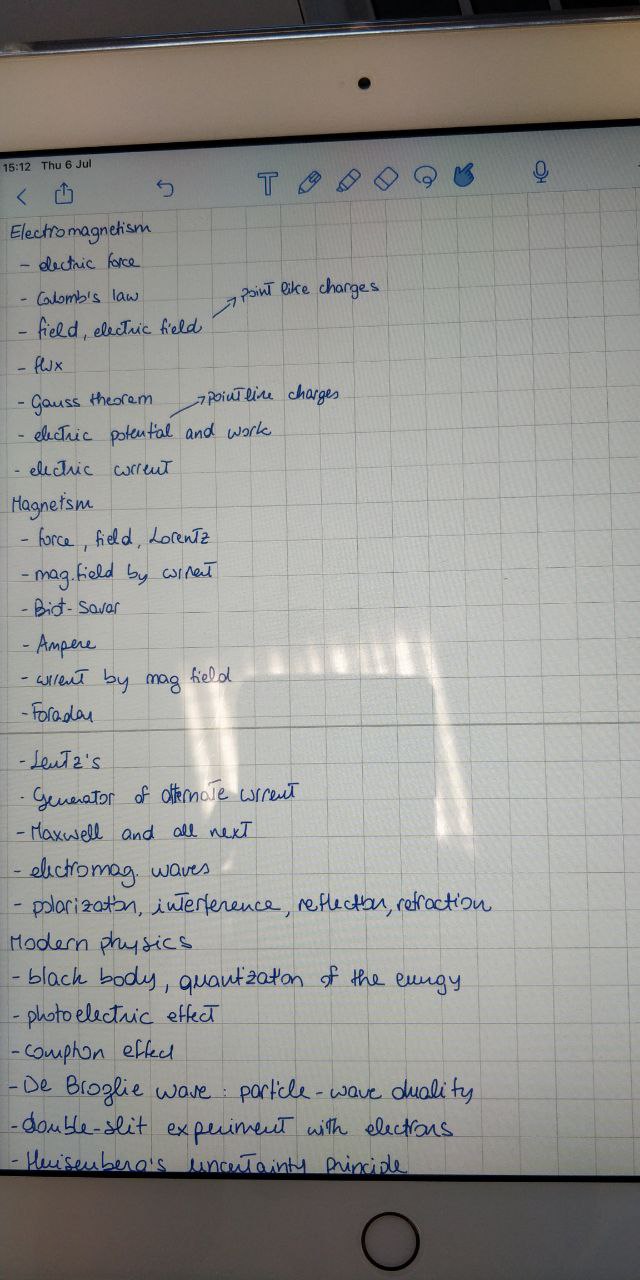 15:12 Thu 6 Jul
T
Electromagnetism
- electric force
- Colomb's law
- field, electric field → point like charges
- flux
- Gauss theoram
- electric potential and work → point line charges
- electric current
Magnetism
- force, field, Lorentz
- mag. field by current
- Biot-Savar
- Ampere
- current by mag field
- Faraday
- Lentz's
- Generator of alternate current
- Maxwell and all next
- electromag. waves
- polarization, interference, reflection, refraction
Modern physics
- black body, quantization of the energy
- photoelectric effect
- compton effect
- De Broglie wave : particle-wave duality
- double-slit experiment with electrons
- Heisenberg's uncertainty principle